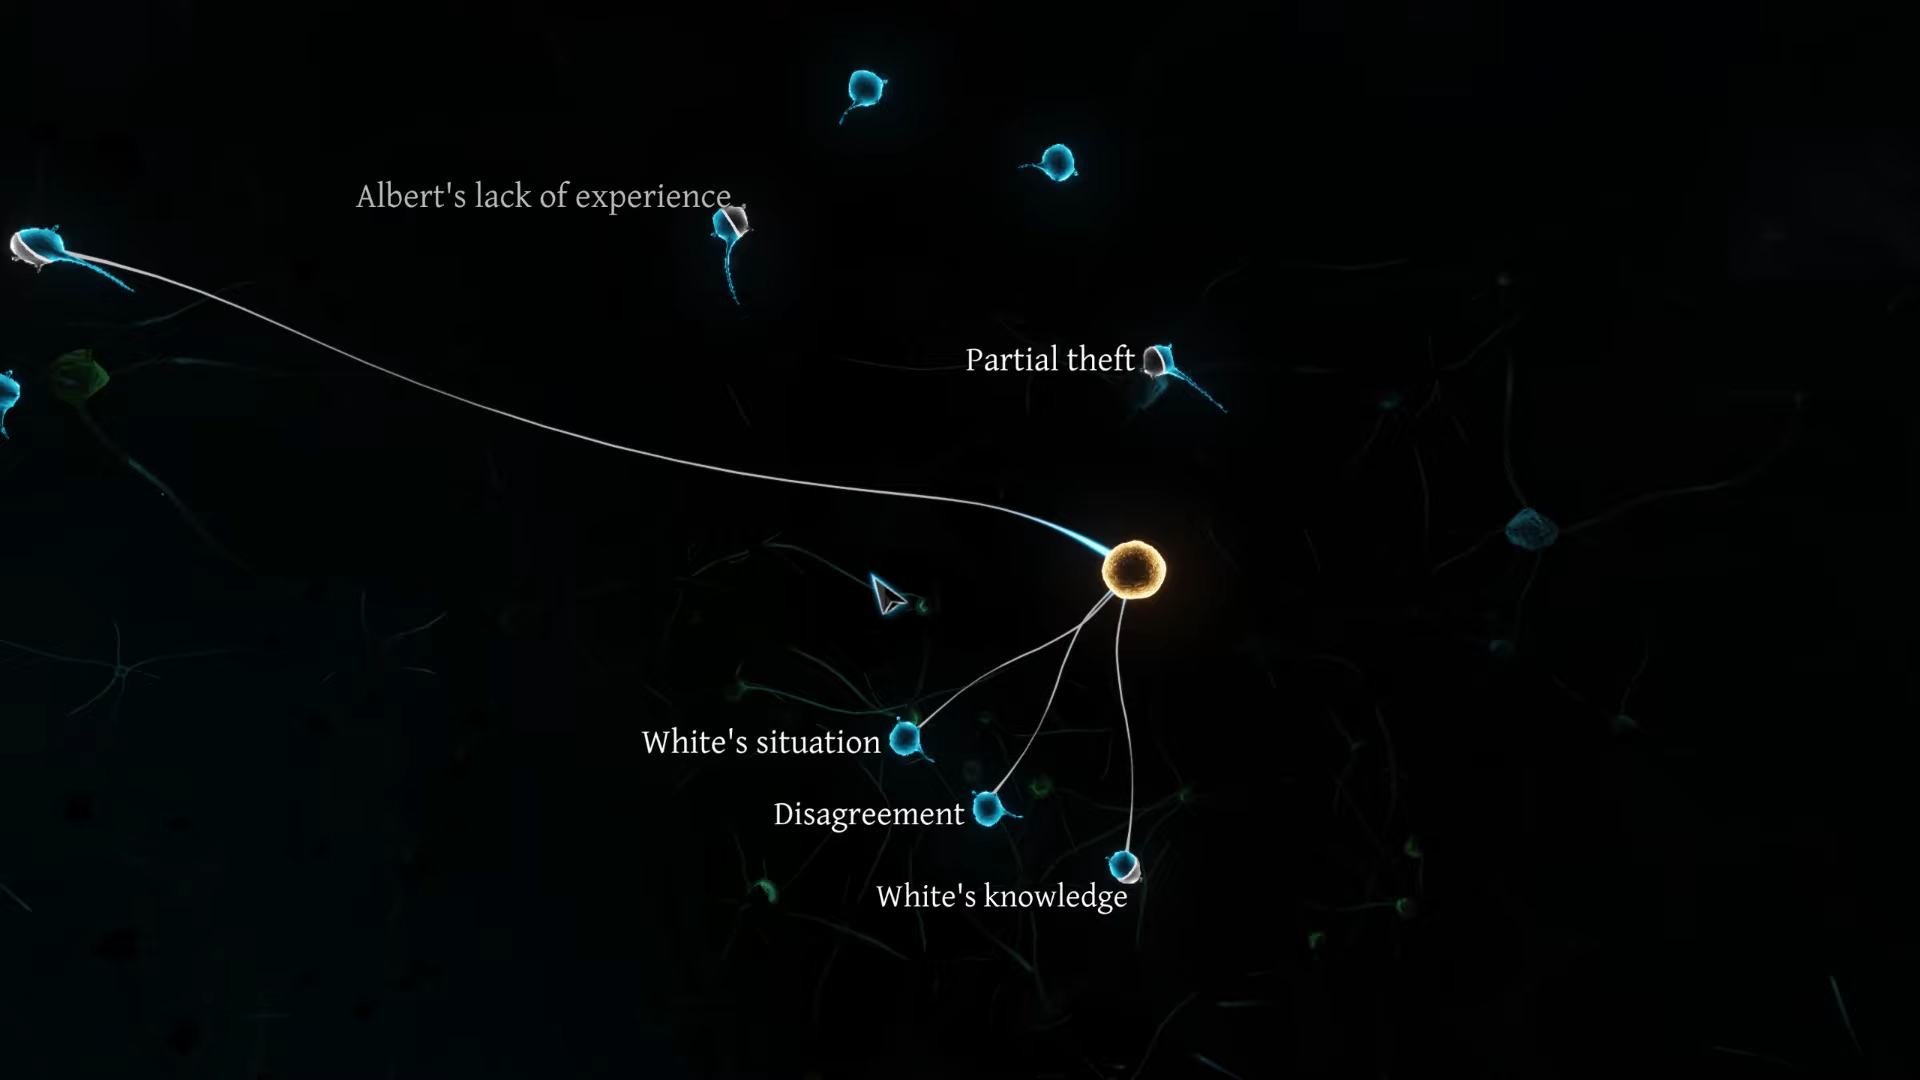 Albert's lack of experience
Partial theft
White's situation
Disagreement
White's knowledge